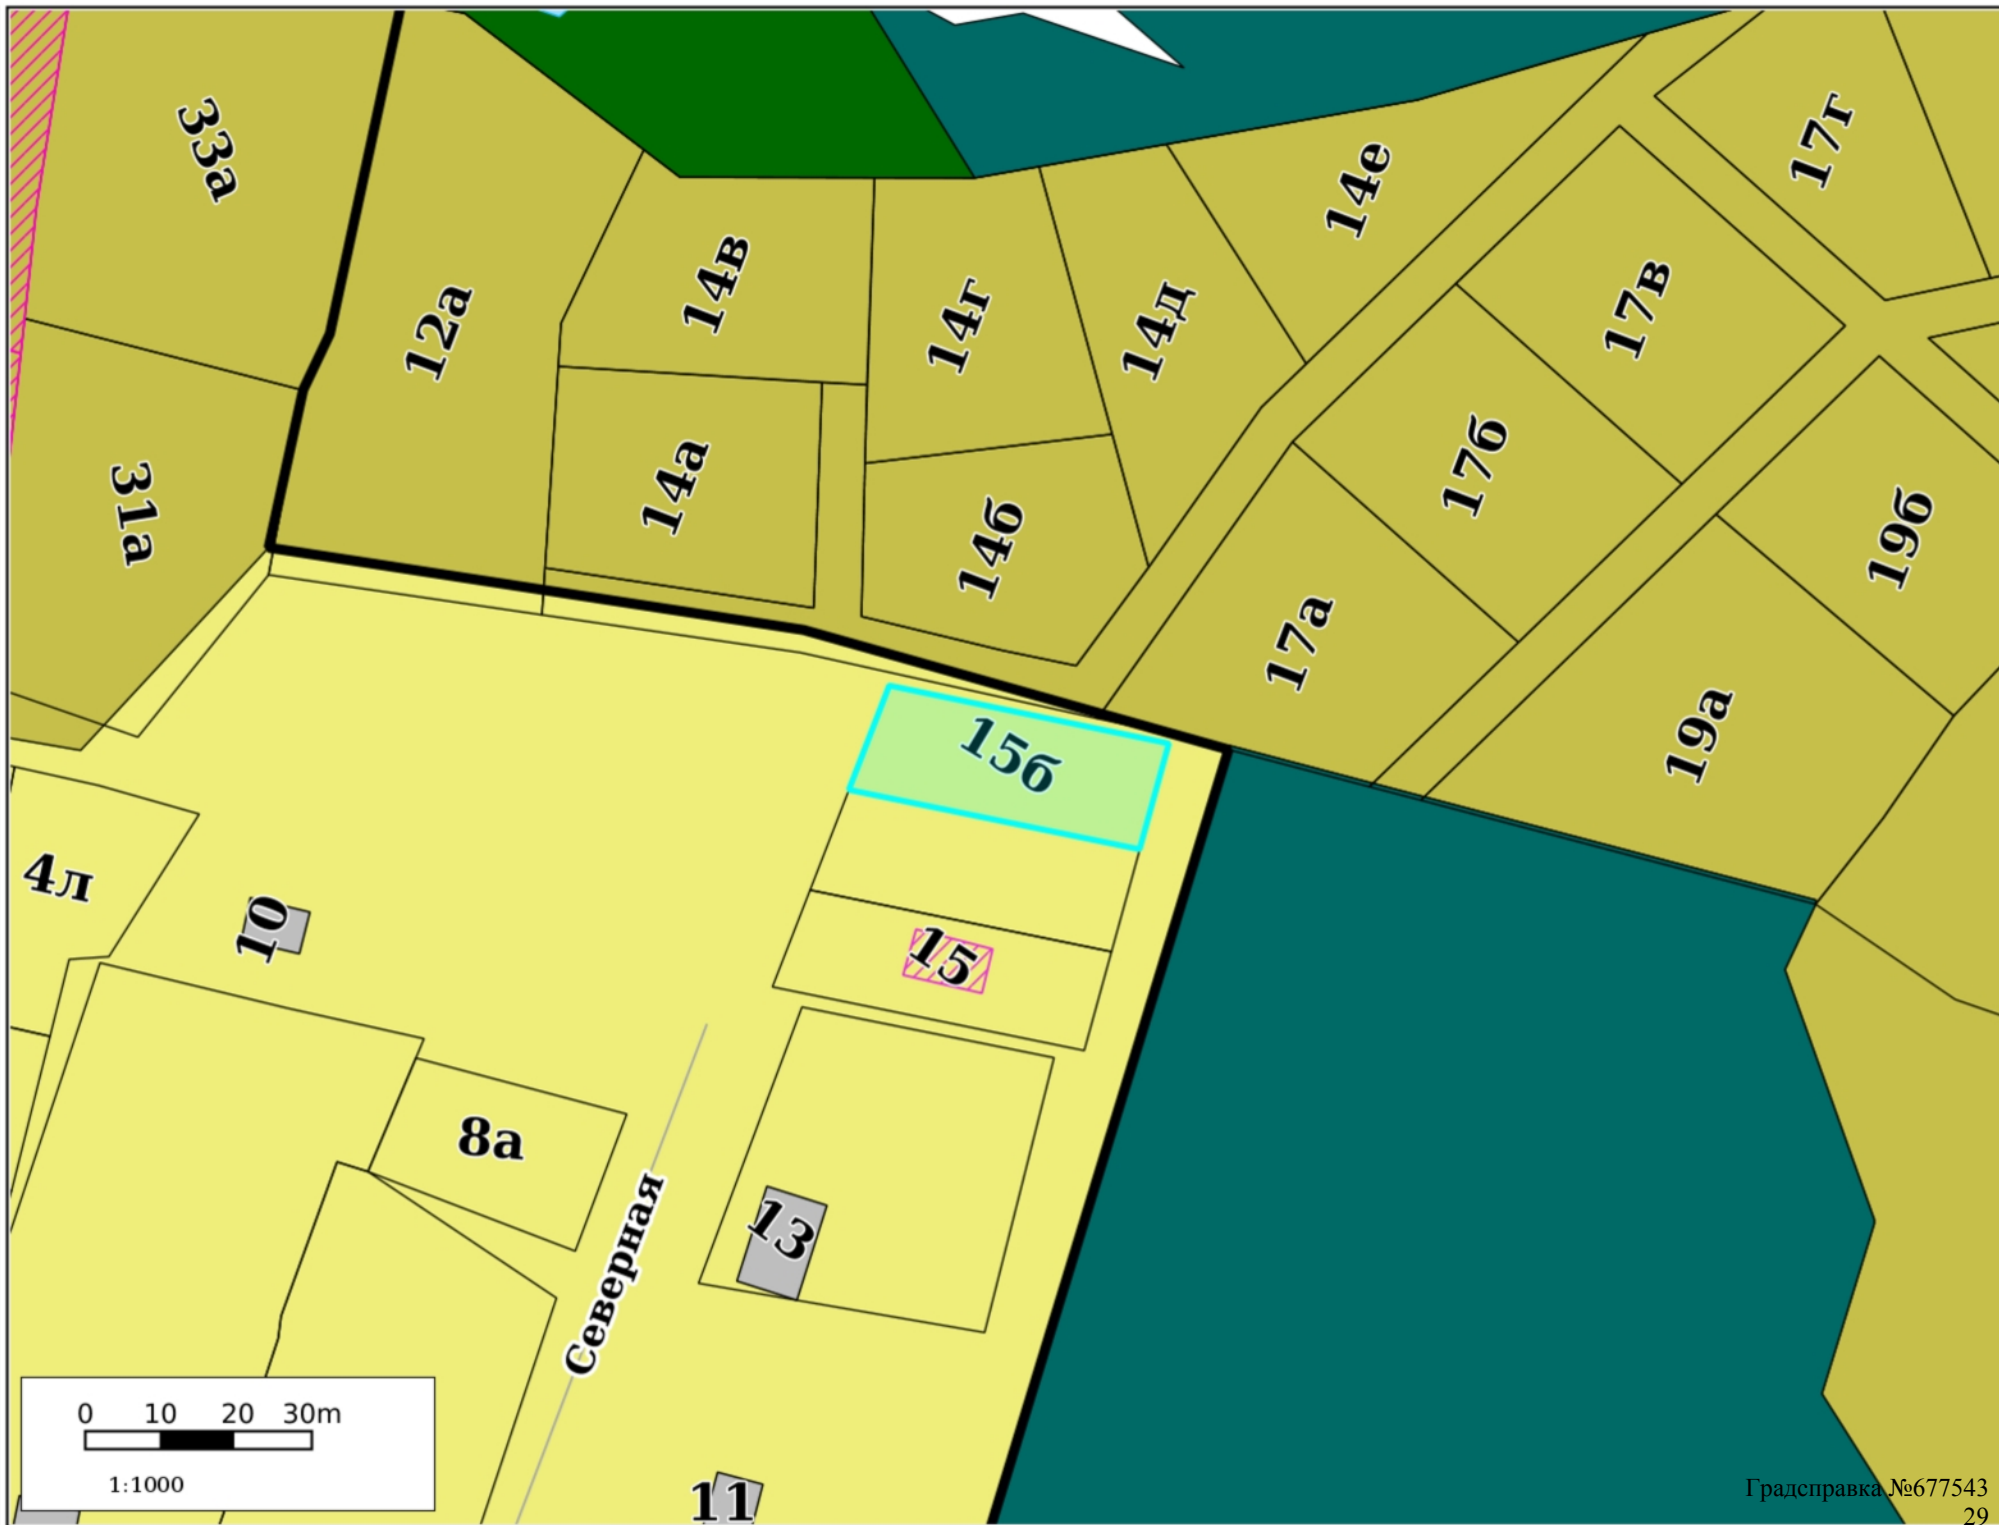 33а
17г
14е
12а
14в
14г
14д
17в
31а
14а
14б
17б
19б
17а
19а
15б
4л
10
15
8а
13
Северная
0 10 20 30m
1:1000
11
Градсправка №677543
29